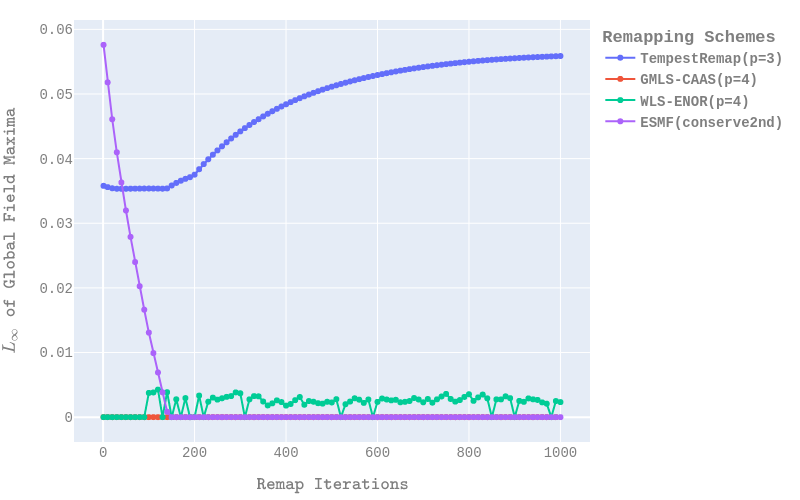 0.06
0.05
0.04
0.03
0.02
0.01
0
L∞ of Global Field Maxima
0 200 400 600 800 1000
Remap Iterations
Remapping Schemes
TempestRemap(p=3)
GMLS-CAAS(p=4)
WLS-ENOR(p=4)
ESMF(conserve2nd)